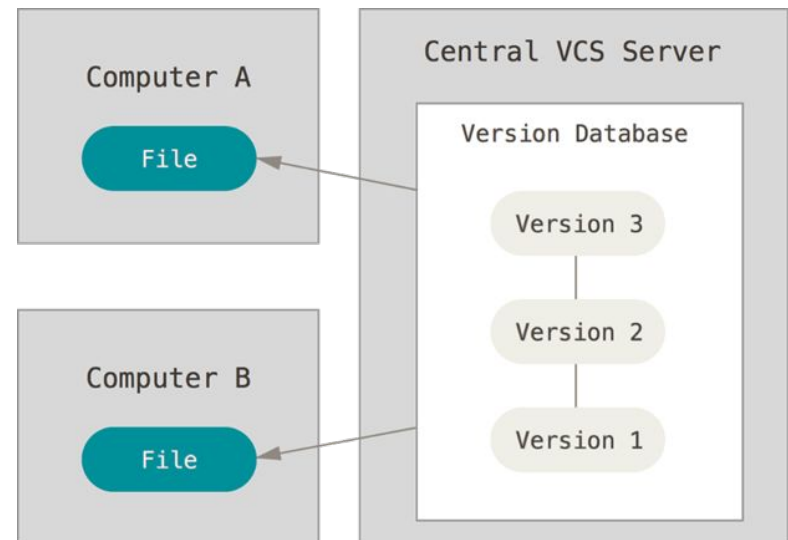 Computer A
File
Computer B
File
Central VCS Server
Version Database
Version 3
Version 2
Version 1